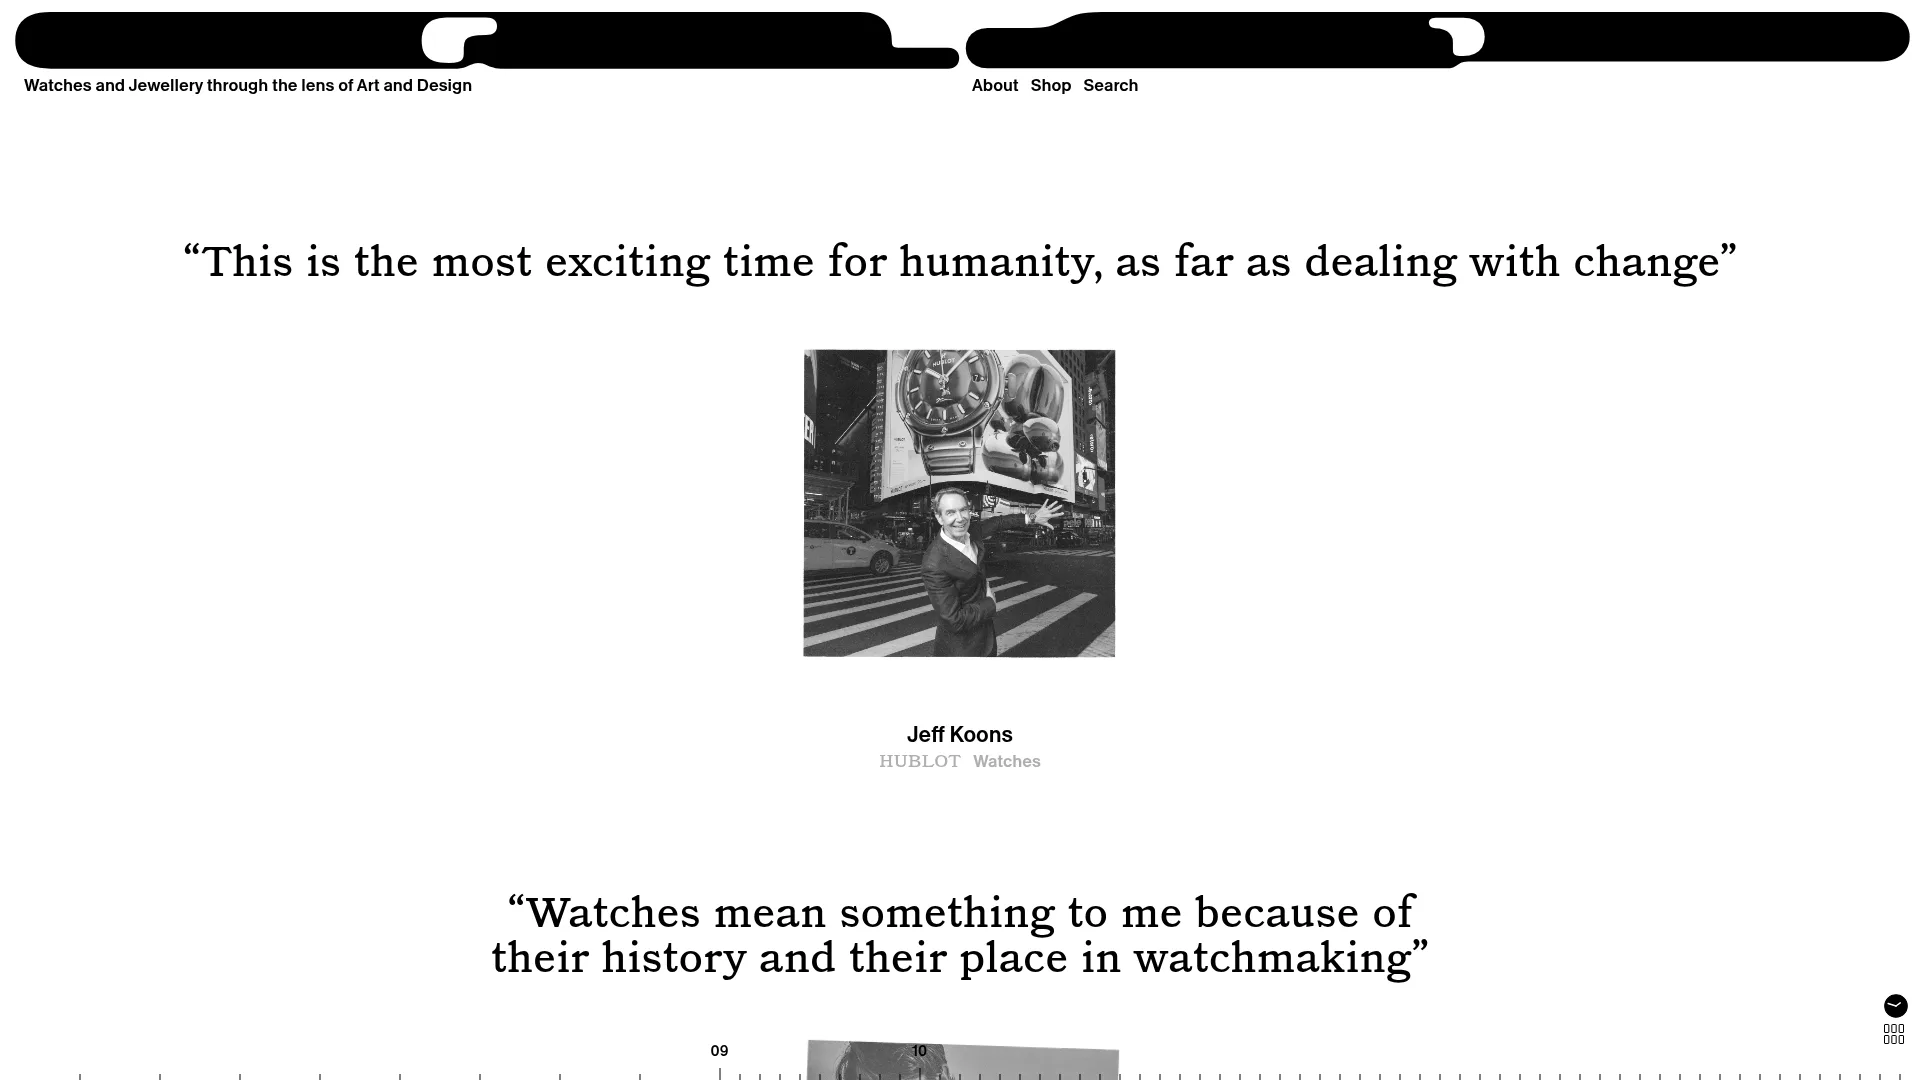 Watches and Jewellery through the lens of Art and Design
About Shop Search
“This is the most exciting time for humanity, as far as dealing with change”
HUBLOT
Jeff Koons
HUBLOT Watches
“Watches mean something to me because of
their history and their place in watchmaking”
09 10